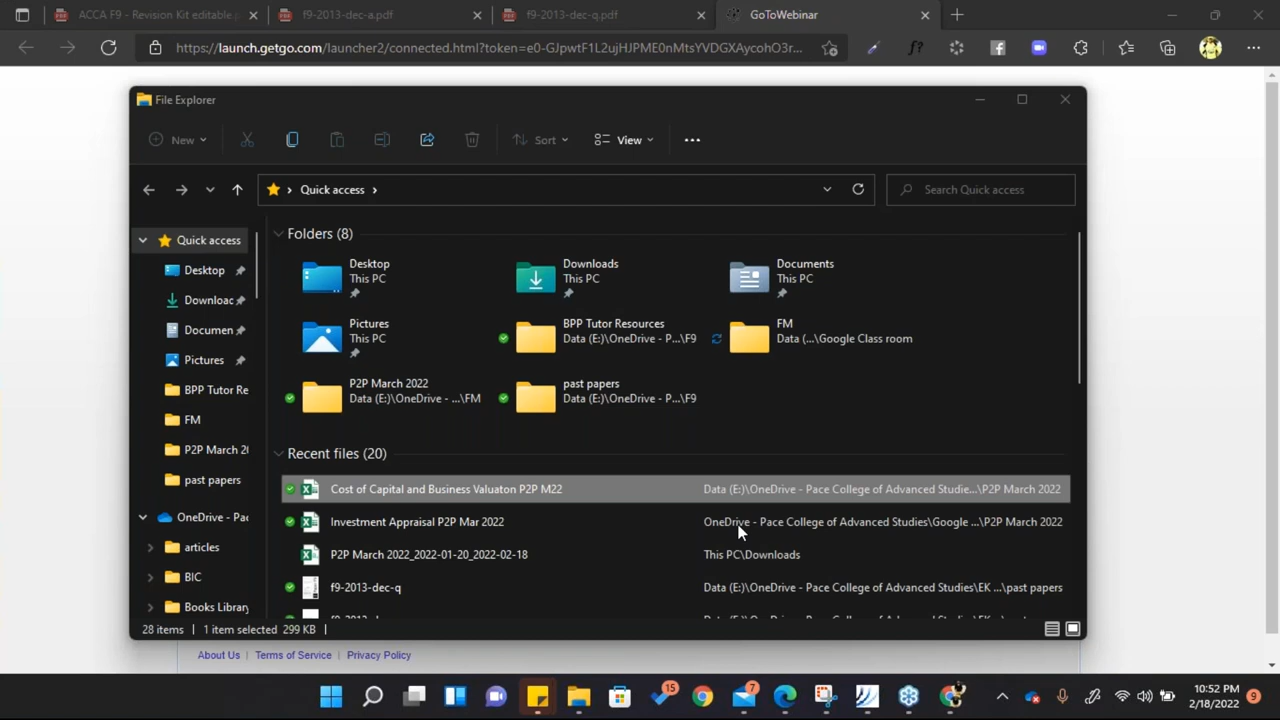 ACCA F9 - Revision Kit editable.p
f9-2013-dec-a.pdf
f9-2013-dec-q.pdf
GoToWebinar
https://launch.getgo.com/launcher2/connected.html?token=e0-GJpwtF1L2ujHJPME0nMtsYVDGXAycohO3r...
File Explorer
New
Sort
View
Quick access
Search Quick access
Quick access
Desktop
Downloac
Documen
Pictures
BPP Tutor Re
FM
P2P March 20
past papers
OneDrive - Pac
articles
BIC
Books Library
Folders (8)
Desktop
This PC
Downloads
This PC
Documents
This PC
Pictures
This PC
BPP Tutor Resources
Data (E:)\OneDrive - P...\F9
FM
Data (...\Google Class room
P2P March 2022
Data (E:)\OneDrive - ...\FM
past papers
Data (E:)\OneDrive - P...\F9
Recent files (20)
Cost of Capital and Business Valuaton P2P M22 Data (E:)\OneDrive - Pace College of Advanced Studie...\P2P March 2022
Investment Appraisal P2P Mar 2022 OneDrive - Pace College of Advanced Studies\Google ...\P2P March 2022
P2P March 2022_2022-01-20_2022-02-18 This PC\Downloads
f9-2013-dec-q Data (E:)\OneDrive - Pace College of Advanced Studies\EK ...\past papers
28 items 1 item selected 299 KB
About Us Terms of Service Privacy Policy
15
7
10:52 PM
2/18/2022
9